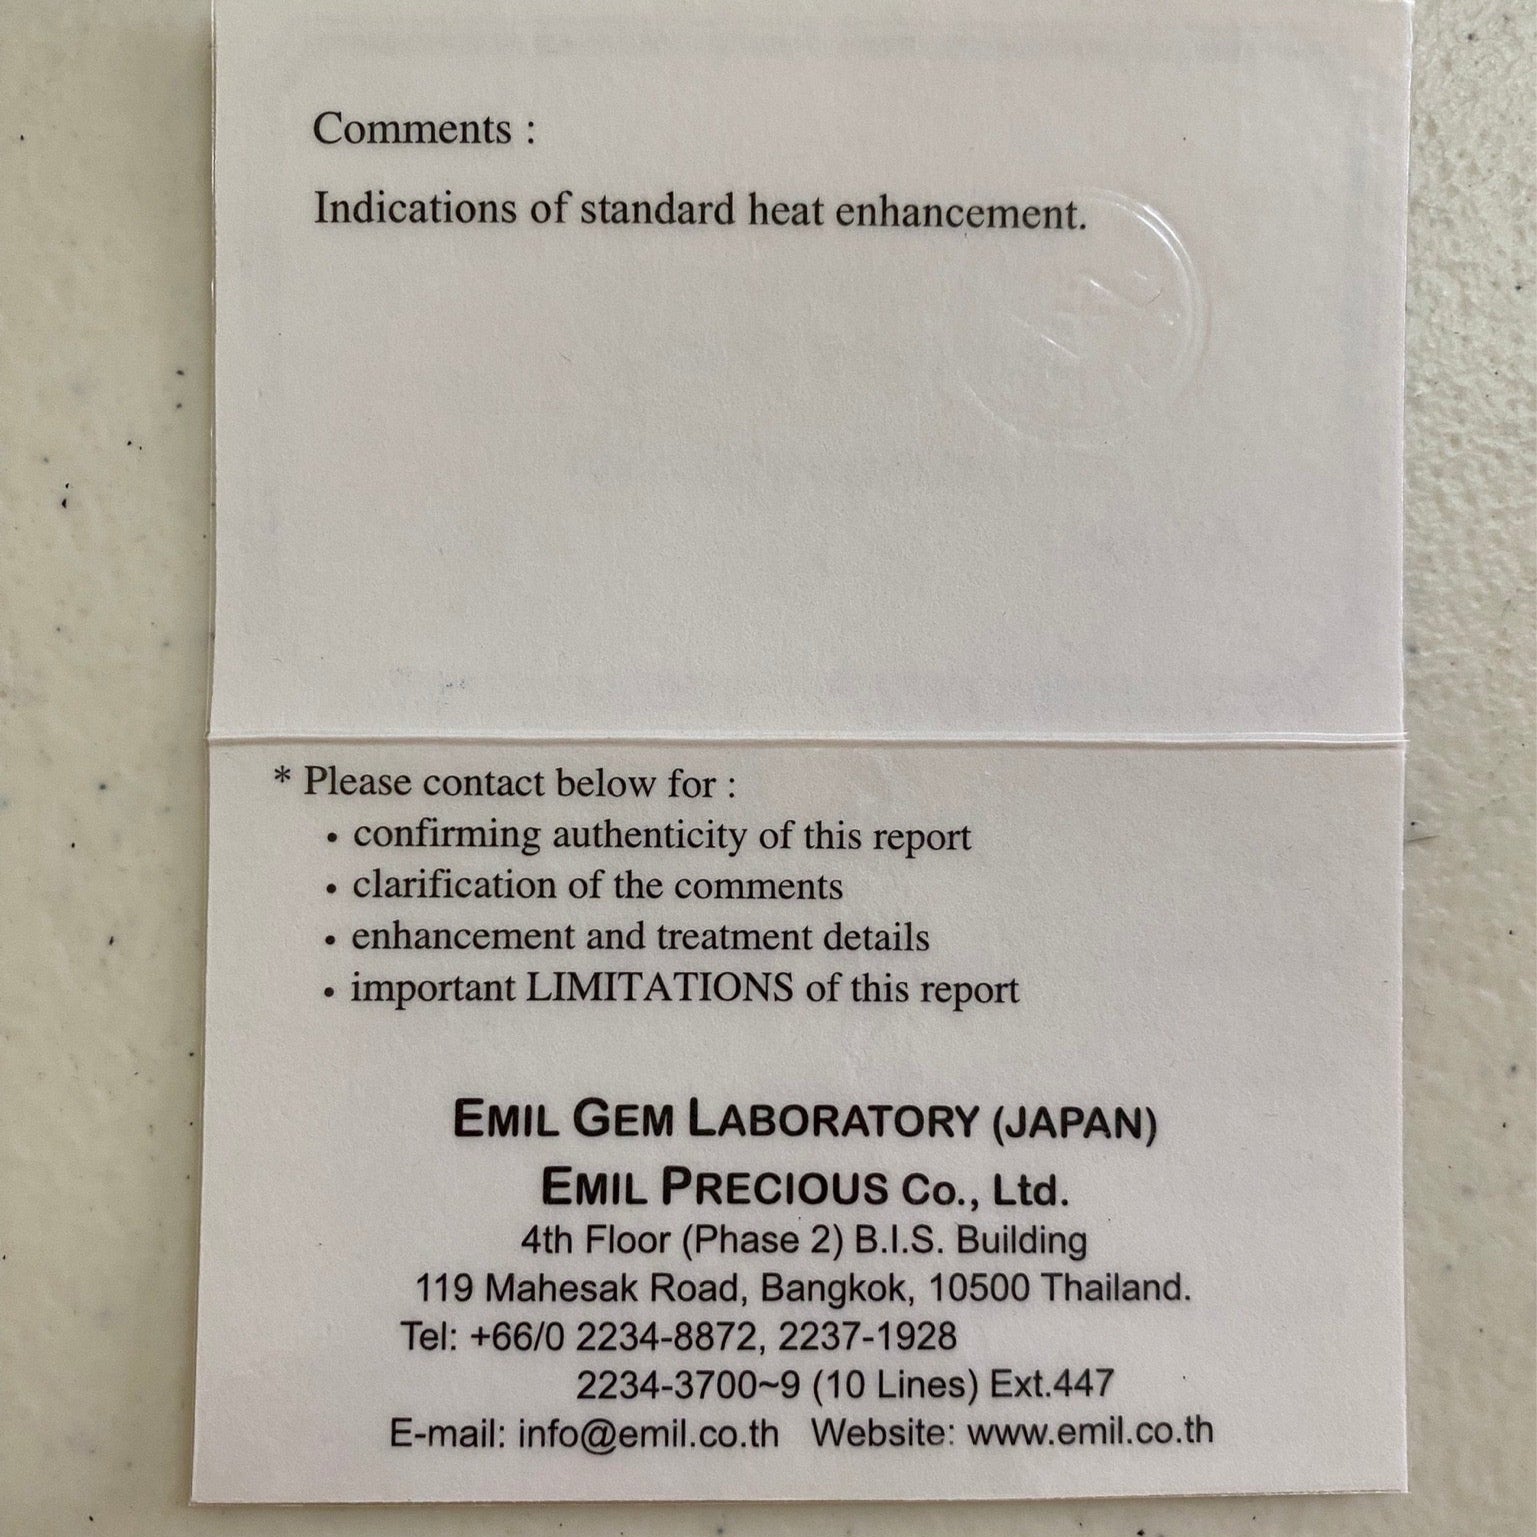 Comments :
Indications of standard heat enhancement.
* Please contact below for :
• confirming authenticity of this report
• clarification of the comments
• enhancement and treatment details
• important LIMITATIONS of this report
EMIL GEM LABORATORY (JAPAN)
EMIL PRECIOUS Co., Ltd.
4th Floor (Phase 2) B.I.S. Building
119 Mahesak Road, Bangkok, 10500 Thailand.
Tel: +66/0 2234-8872, 2237-1928
2234-3700~9 (10 Lines) Ext.447
E-mail: info@emil.co.th Website: www.emil.co.th